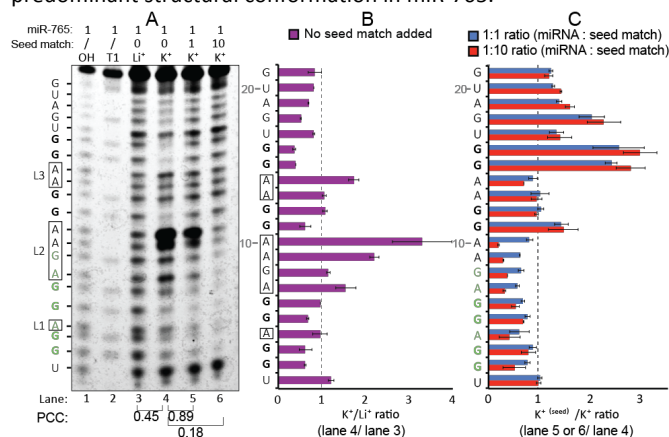 predominant structural conformation in miR-765.
A
miR-765: 1 1 1 1 1 1
Seed match: / / 0 0 1 10
OH T1 Li⁺ K⁺ K⁺ K⁺
G
U
A
G
U
G
G
L3 A
A
G
G
A
A
L2 G
A
G
G
L1 A
G
G
U
Lane: 1 2 3 4 5 6
PCC: 0.45 0.89
0.18
B
No seed match added
G
20-U
A
G
U
G
G
A
A
G
G
10-A
A
G
A
G
G
A
G
G
U
0 1 2 3 4
K⁺/Li⁺ ratio
(lane 4/ lane 3)
C
1:1 ratio (miRNA : seed match)
1:10 ratio (miRNA : seed match)
G
20-U
A
G
U
G
G
A
A
G
G
10-A
A
G
A
G
G
A
G
G
U
0 1 2 3
K⁺ ⁽ˢᵉᵉᵈ⁾ /K⁺ ratio
(lane 5 or 6/ lane 4)